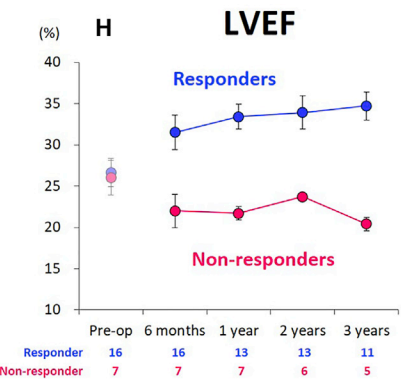 (%) H LVEF
40
Responders
35
30
25
20
Non-responders
15
10
Pre-op 6 months 1 year 2 years 3 years
Responder 16 16 13 13 11
Non-responder 7 7 7 6 5